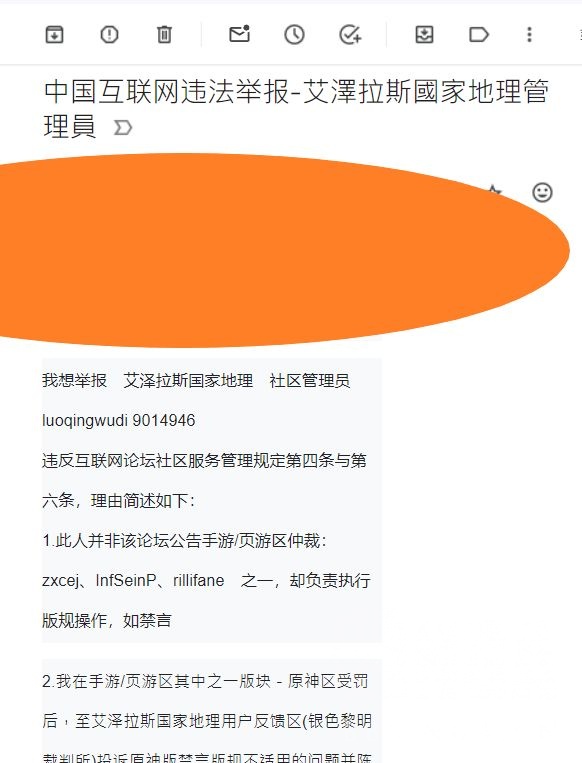 中国互联网违法举报-艾澤拉斯國家地理管
理員
我想举报　艾泽拉斯国家地理　社区管理员
luoqingwudi 9014946
违反互联网论坛社区服务管理规定第四条与第
六条，理由简述如下：
1.此人并非该论坛公告手游/页游区仲裁：
zxcej、InfSeinP、rillifane　之一，却负责执行
版规操作，如禁言
2.我在手游/页游区其中之一版块－原神区受罚
后，至艾泽拉斯国家地理用户反馈区(银色黎明
裁判所)投诉原神版禁言版规不适用的问题并陈